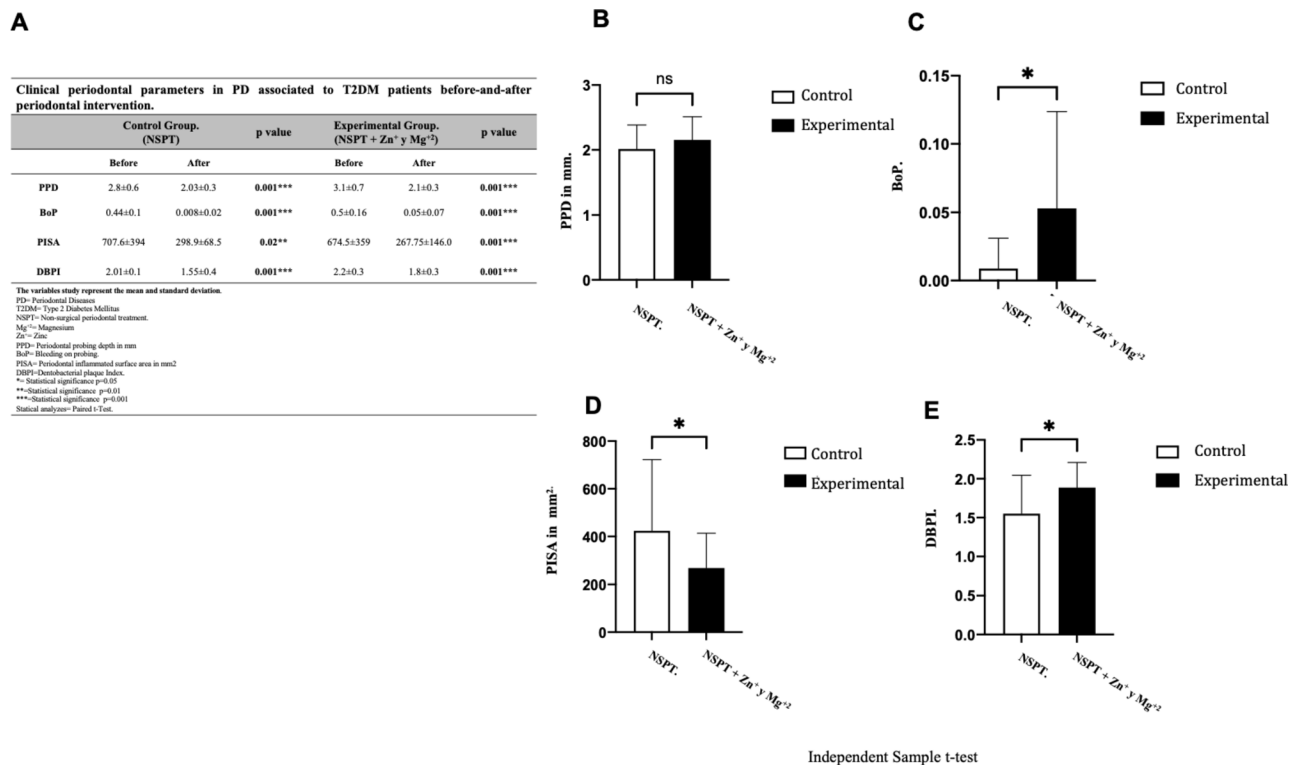 A
Clinical periodontal parameters in PD associated to T2DM patients before-and-after
periodontal intervention.
Control Group. (NSPT) p value Experimental Group. (NSPT + Zn⁺ y Mg⁺²) p value
Before After Before After
PPD 2.8±0.6 2.03±0.3 0.001*** 3.1±0.7 2.1±0.3 0.001***
BoP 0.44±0.1 0.008±0.02 0.001*** 0.5±0.16 0.05±0.07 0.001***
PISA 707.6±394 298.9±68.5 0.02** 674.5±359 267.75±146.0 0.001***
DBPI 2.01±0.1 1.55±0.4 0.001*** 2.2±0.3 1.8±0.3 0.001***
The variables study represent the mean and standard deviation.
PD= Periodontal Diseases
T2DM= Type 2 Diabetes Mellitus
NSPT= Non-surgical periodontal treatment.
Mg⁺²= Magnesium
Zn⁺= Zinc
PPD= Periodontal probing depth in mm
BoP= Bleeding on probing.
PISA= Periodontal inflammated surface area in mm2
DBPI=Dentobacterial plaque Index.
*= Statistical significance p=0.05
**=Statistical significance p=0.01
***=Statistical significance p=0.001
Statical analyzes= Paired t-Test.
B
PPD in mm.
3
2
1
0
ns
Control
Experimental
NSPT.
NSPT + Zn⁺ y Mg⁺²
C
BoP.
0.15
0.10
0.05
0.00
*
Control
Experimental
NSPT.
NSPT + Zn⁺ y Mg⁺²
D
PISA in mm².
800
600
400
200
0
*
Control
Experimental
NSPT.
NSPT + Zn⁺ y Mg⁺²
E
DBPI.
2.5
2.0
1.5
1.0
0.5
0.0
*
Control
Experimental
NSPT.
NSPT + Zn⁺ y Mg⁺²
Independent Sample t-test